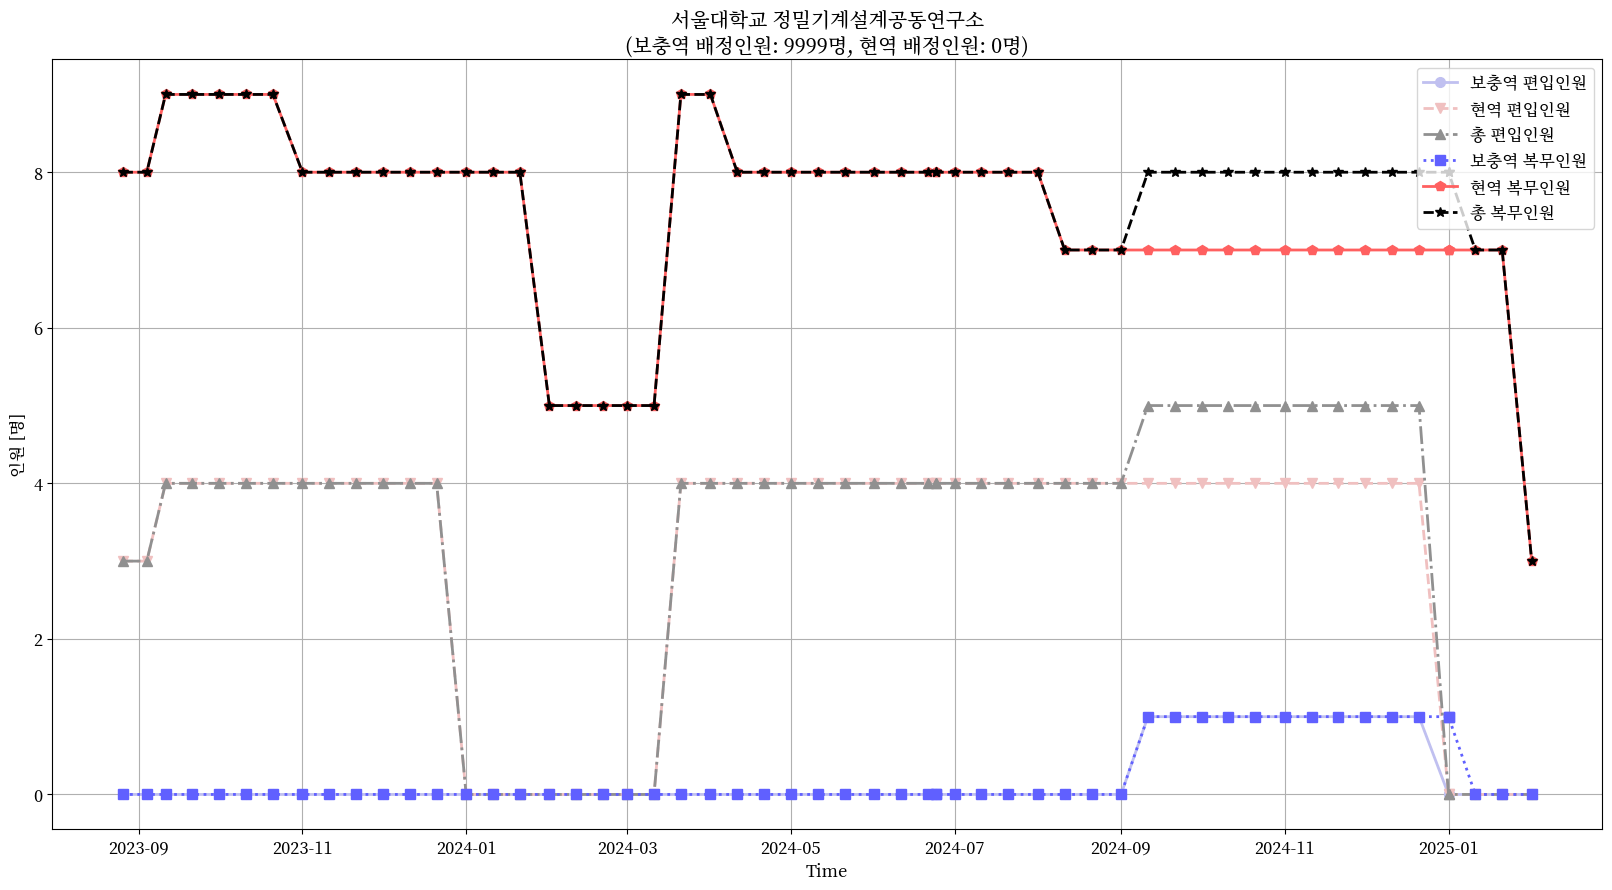 서울대학교 정밀기계설계공동연구소
(보충역 배정인원: 9999명, 현역 배정인원: 0명)
보충역 편입인원
현역 편입인원
총 편입인원
보충역 복무인원
현역 복무인원
총 복무인원
인원 [명]
8
6
4
2
0
2023-09
2023-11
2024-01
2024-03
2024-05
2024-07
2024-09
2024-11
2025-01
Time